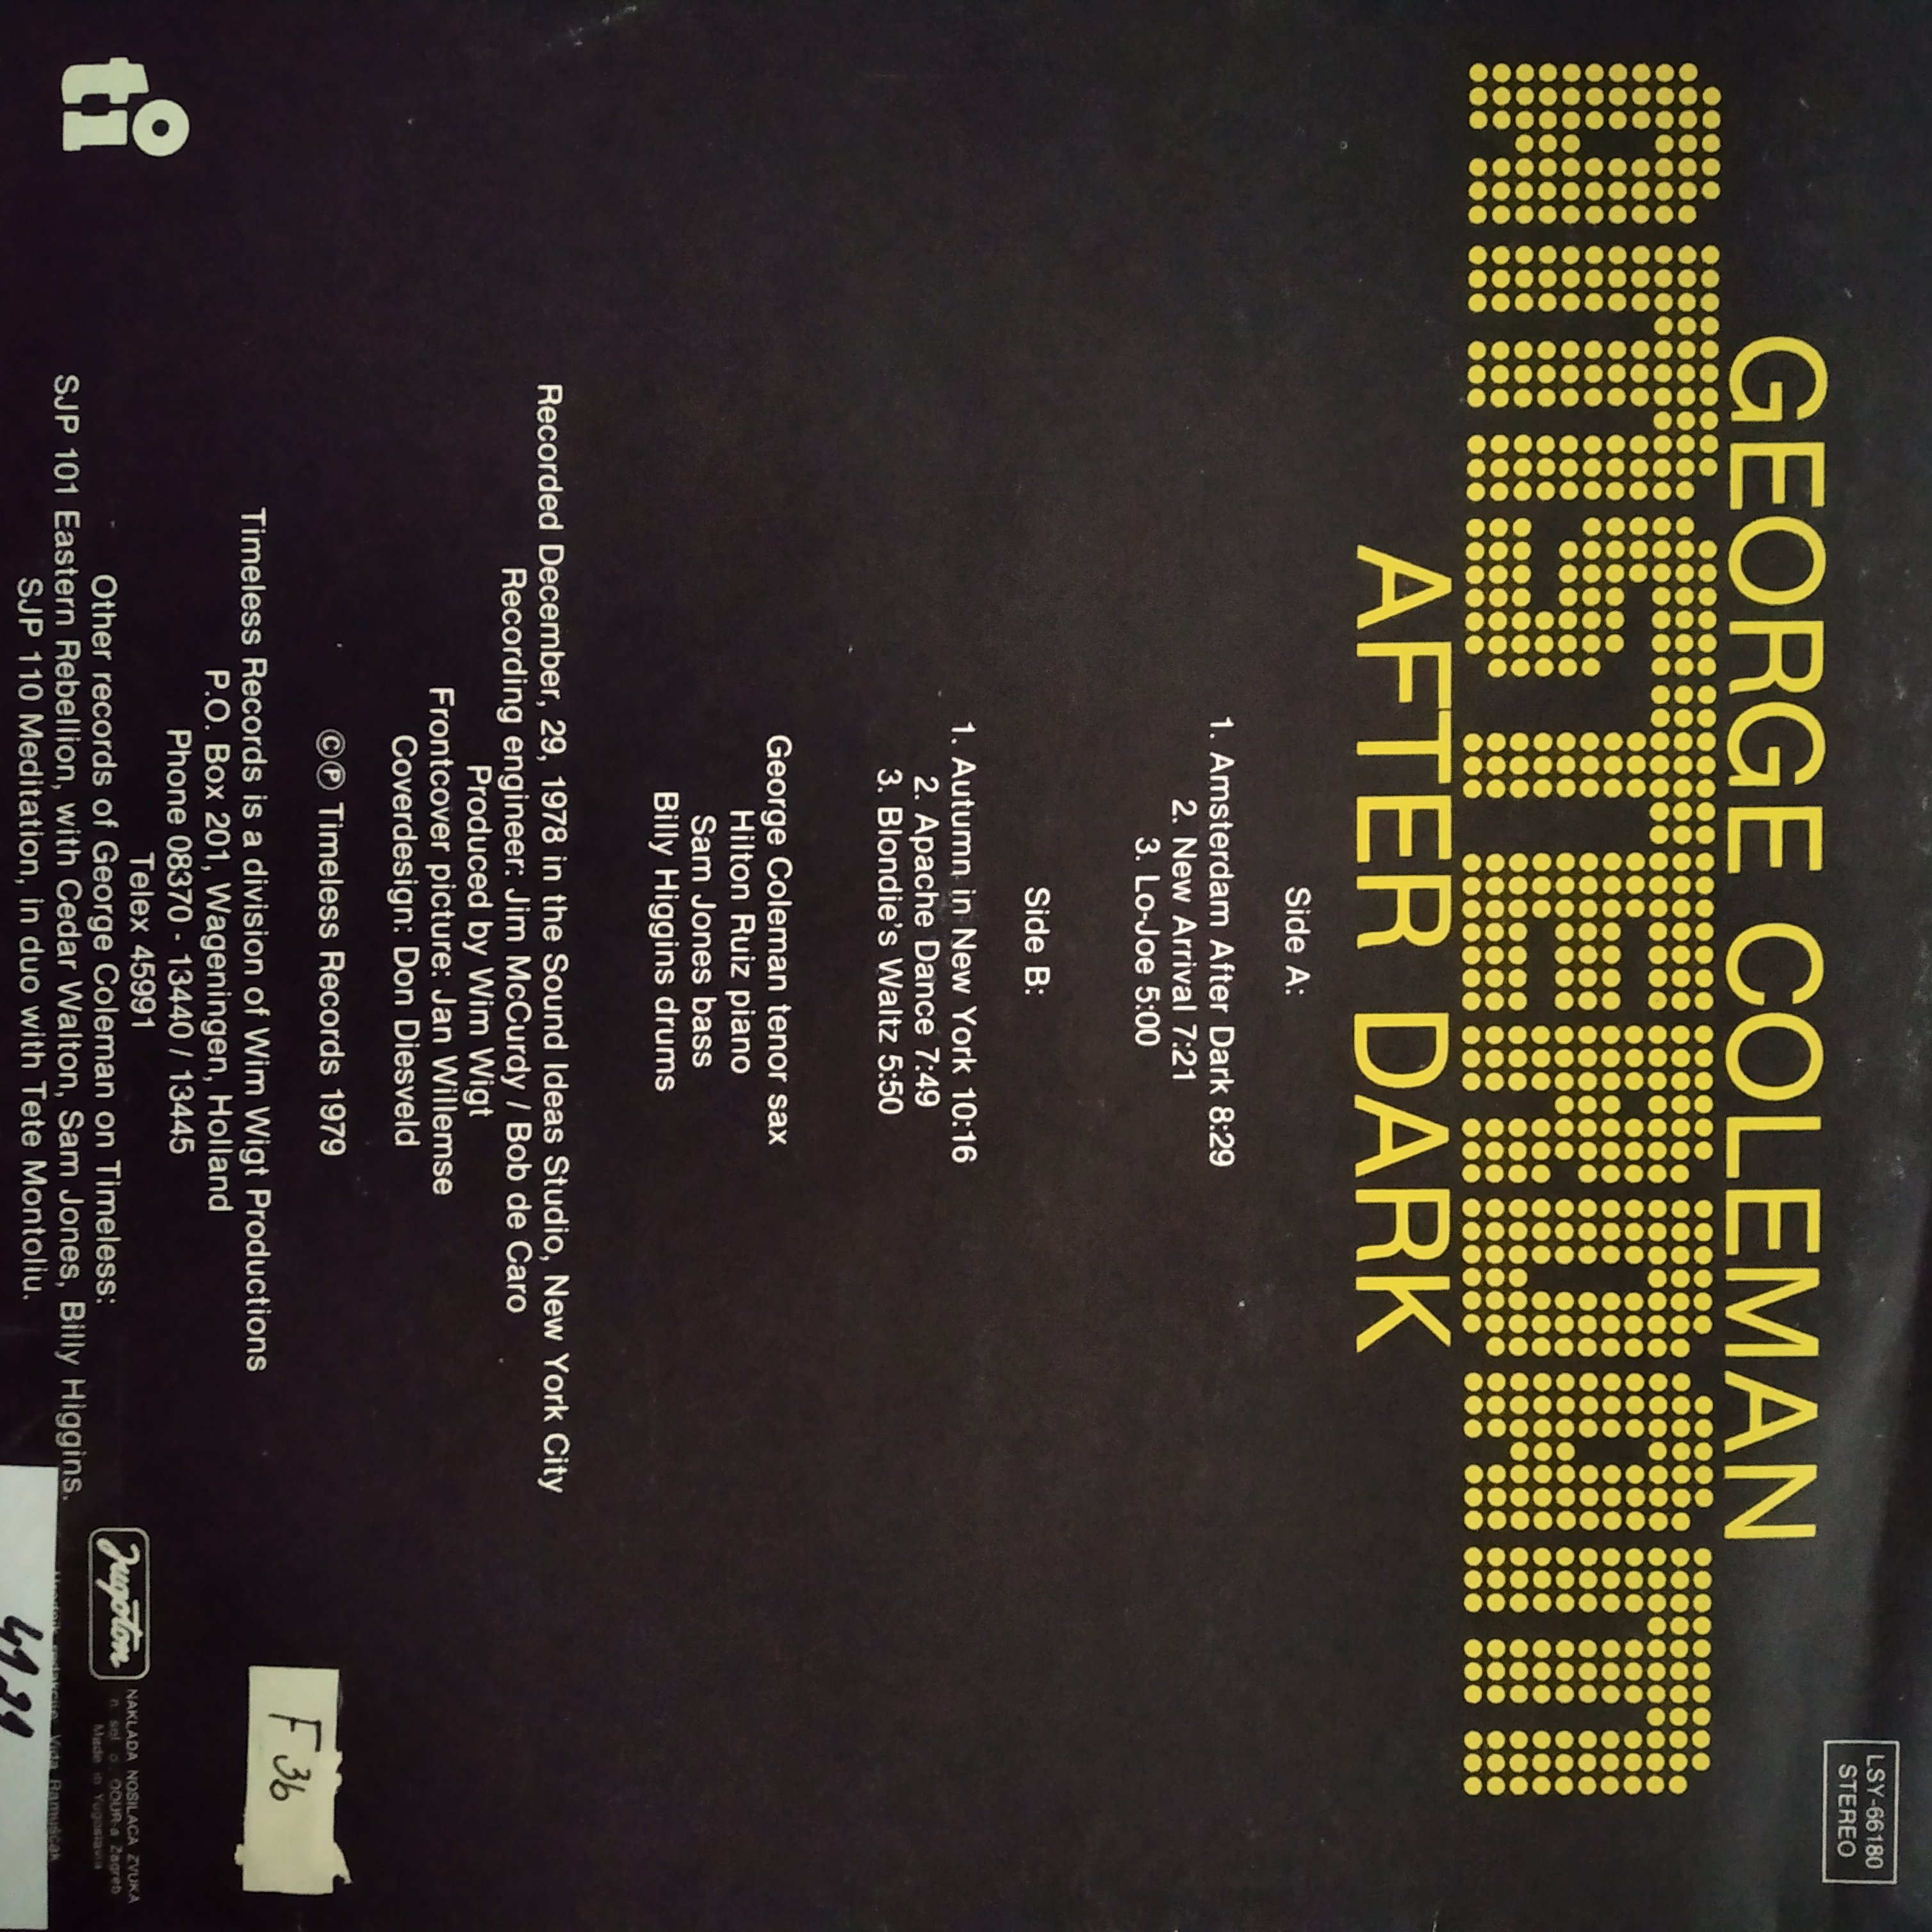 LSY-66180
STEREO
GEORGE COLEMAN
AMSTERDAM
AFTER DARK
Side A:
1. Amsterdam After Dark 8:29
2. New Arrival 7:21
3. Lo-Joe 5:00
Side B:
1. Autumn in New York 10:16
2. Apache Dance 7:49
3. Blondie's Waltz 5:50
George Coleman tenor sax
Hilton Ruiz piano
Sam Jones bass
Billy Higgins drums
Recorded December, 29, 1978 in the Sound Ideas Studio, New York City
Recording engineer: Jim McCurdy / Bob de Caro
Produced by Wim Wigt
Frontcover picture: Jan Willemse
Coverdesign: Don Diesveld
©℗ Timeless Records 1979
Timeless Records is a division of Wim Wigt Productions
P.O. Box 201, Wageningen, Holland
Phone 08370 - 13440 / 13445
Telex 45991
Other records of George Coleman on Timeless:
SJP 101 Eastern Rebellion, with Cedar Walton, Sam Jones, Billy Higgins.
SJP 110 Meditation, in duo with Tete Montoliu.
ti
F 36
Jugoton
NAKLADA NOSILACA ZVUKA
OOUR-a Zagreb
Made in Yugoslavia